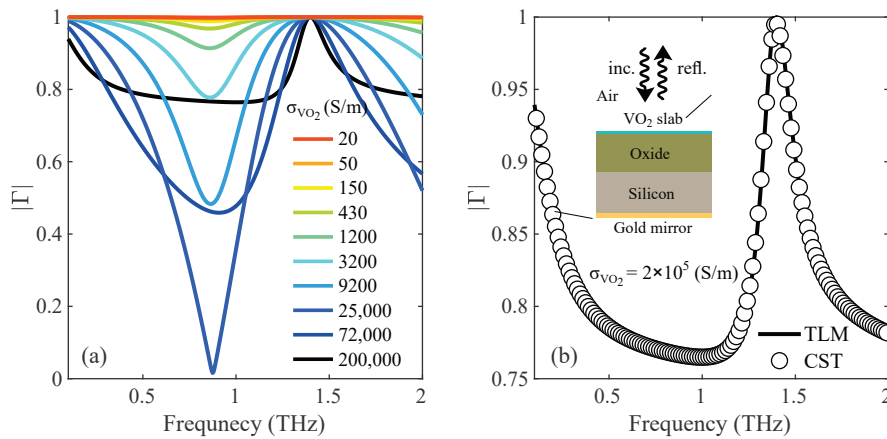 |Γ|
1
0.8
0.6
0.4
0.2
0
σVO₂ (S/m)
20
50
150
430
1200
3200
9200
25,000
72,000
200,000
(a)
0.5 1 1.5 2
Frequnecy (THz)
|Γ|
1
0.95
0.9
0.85
0.8
0.75
inc. refl.
Air
VO₂ slab
Oxide
Silicon
Gold mirror
σVO₂ = 2×10⁵ (S/m)
TLM
CST
(b)
0.5 1 1.5 2
Frequency (THz)